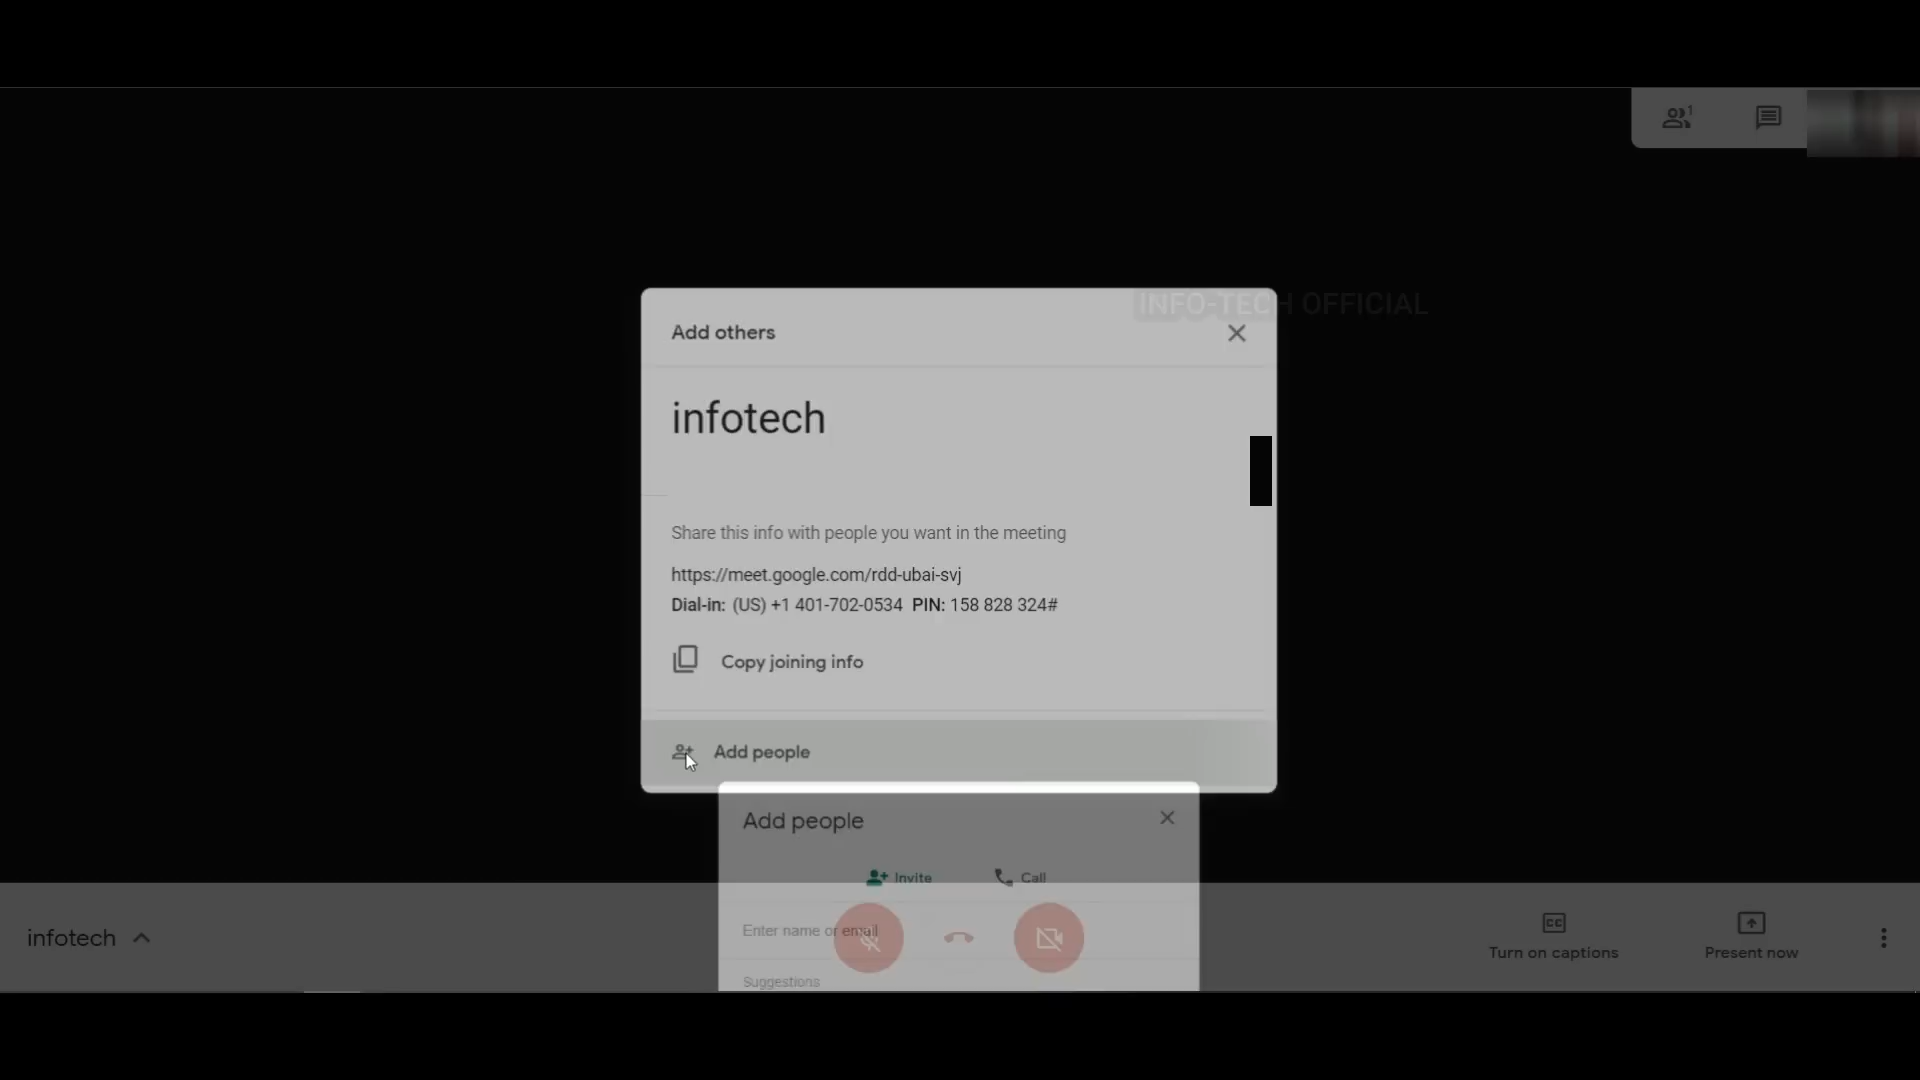 1
INFO-TECH OFFICIAL
Add others
infotech
Share this info with people you want in the meeting
https://meet.google.com/rdd-ubai-svj
Dial-in: (US) +1 401-702-0534 PIN: 158 828 324#
Copy joining info
Add people
Add people
Invite Call
Enter name or email
Suggestions
infotech
CC
Turn on captions
Present now